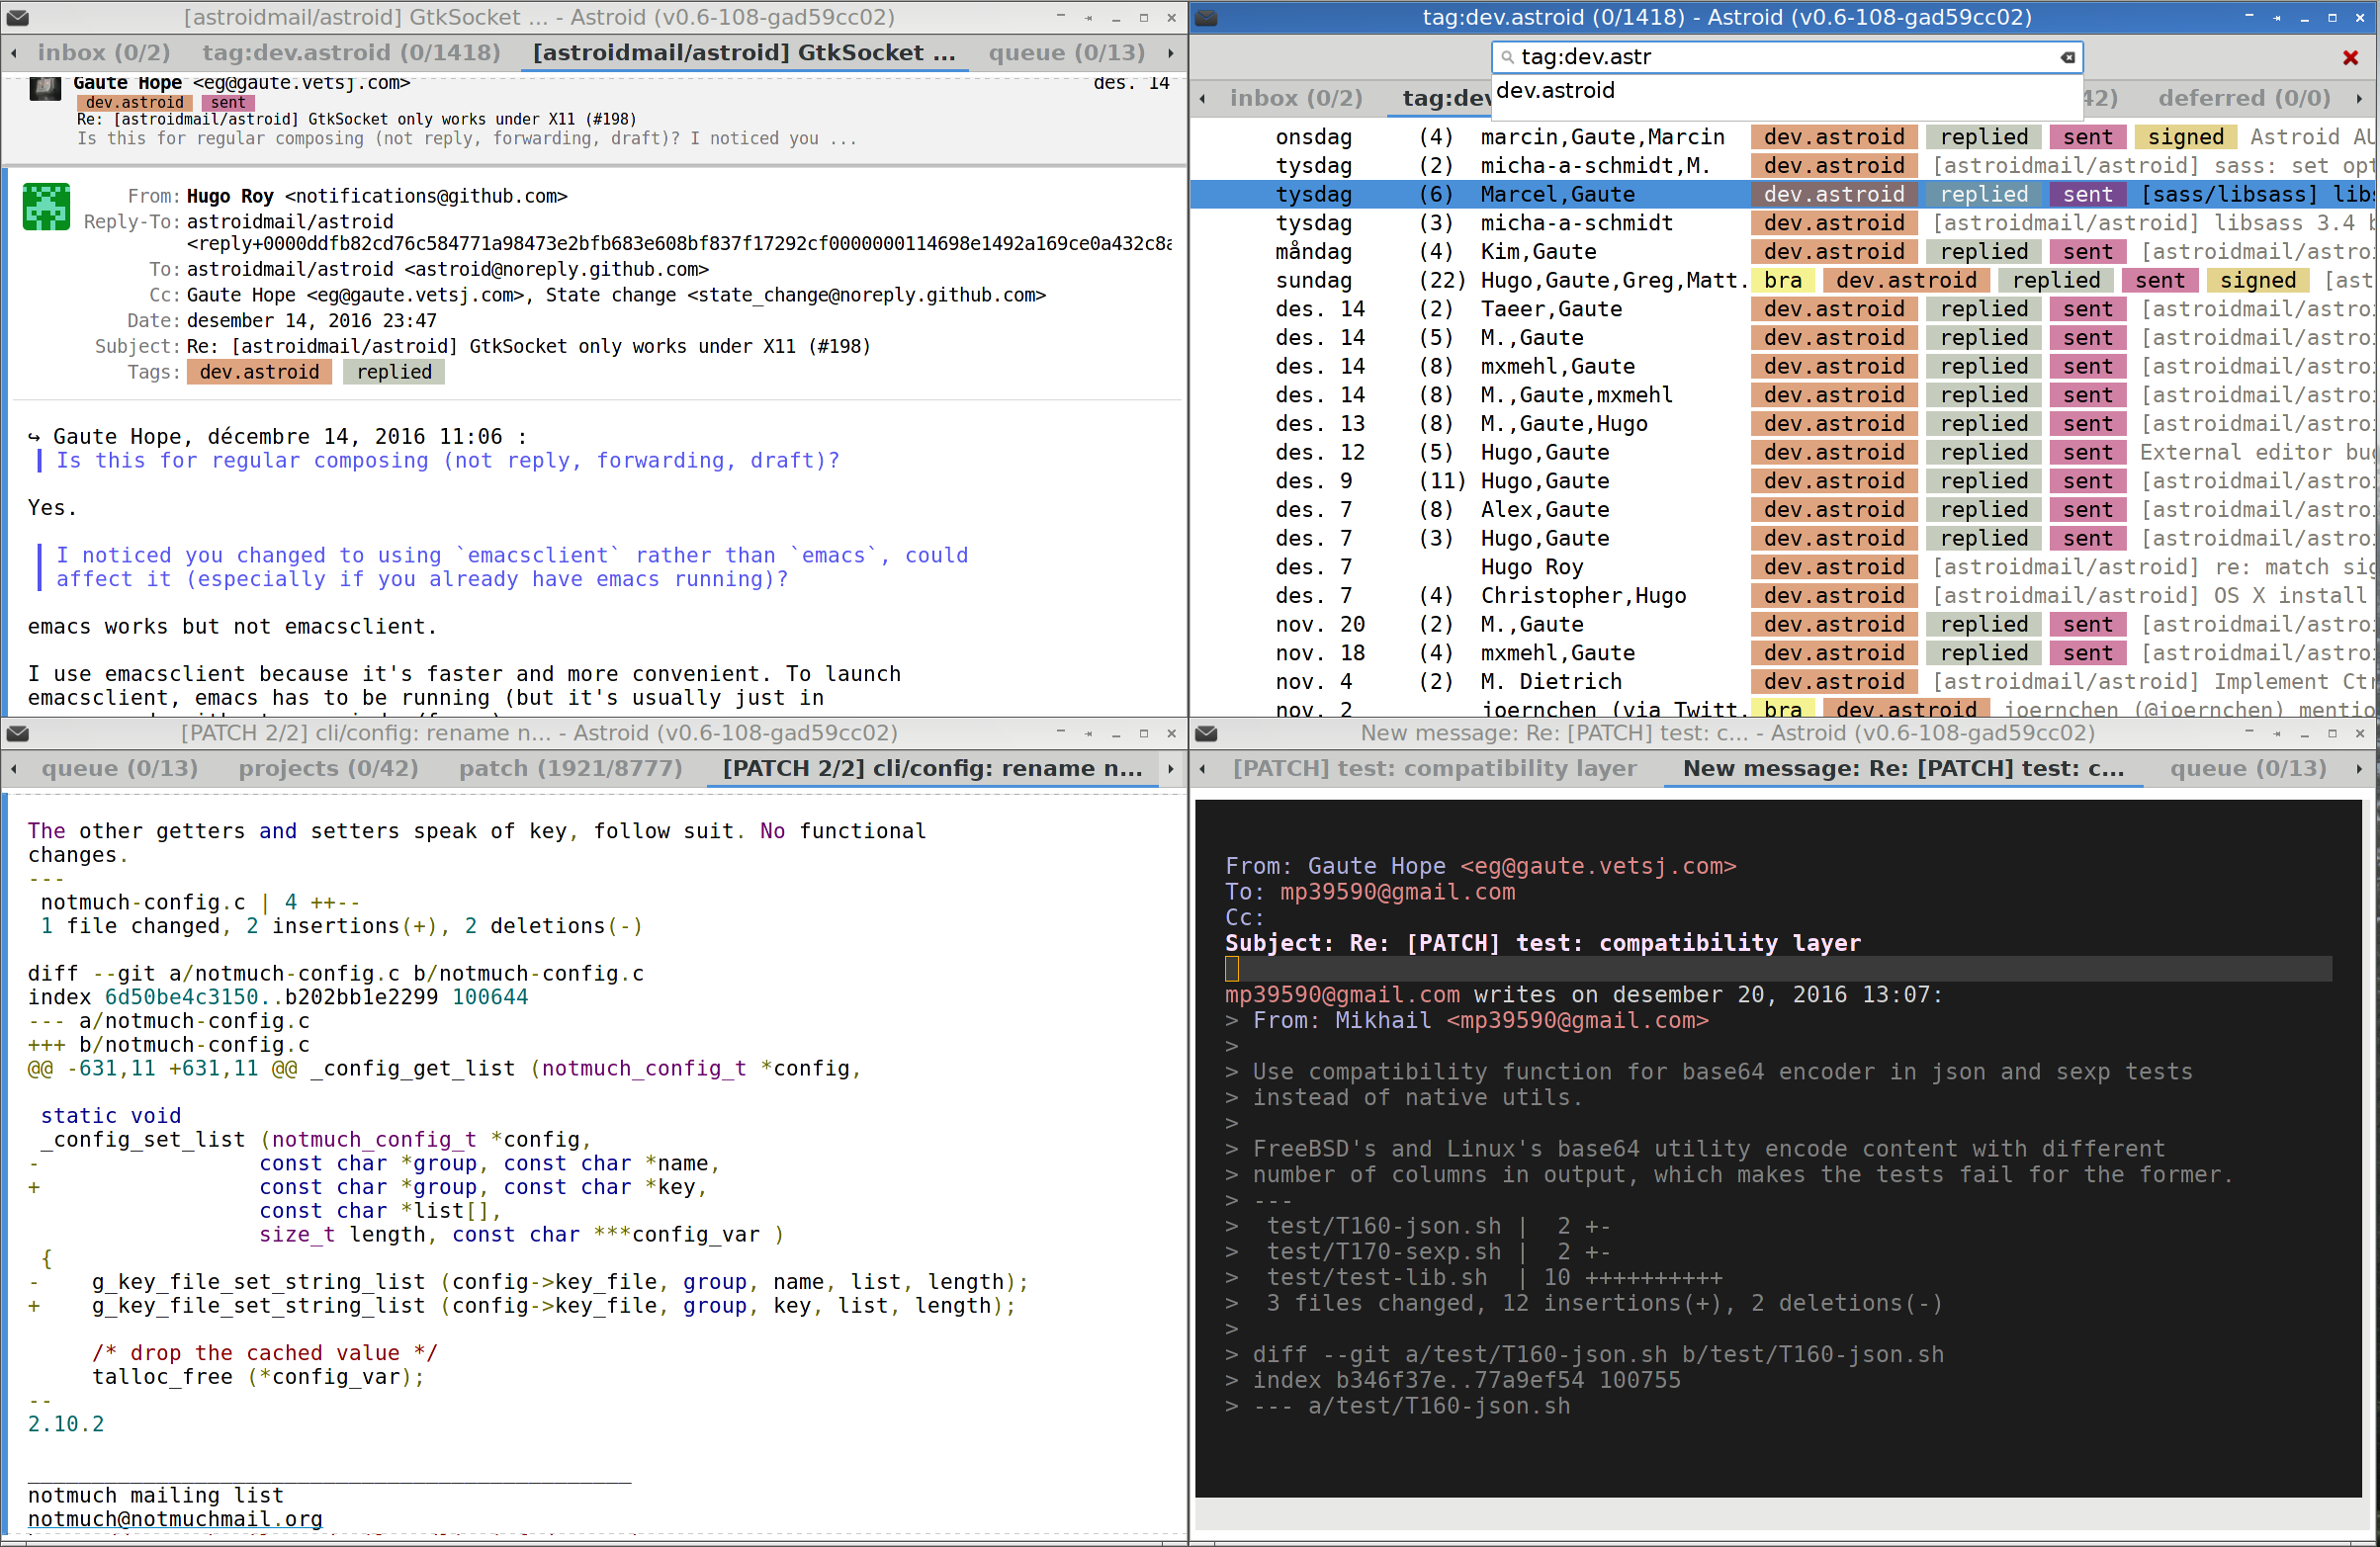 [astroidmail/astroid] GtkSocket ... - Astroid (v0.6-108-gad59cc02)
inbox (0/2) tag:dev.astroid (0/1418) [astroidmail/astroid] GtkSocket ... queue (0/13)
Gaute Hope <eg@gaute.vetsj.com> des. 14
dev.astroid sent
Re: [astroidmail/astroid] GtkSocket only works under X11 (#198)
Is this for regular composing (not reply, forwarding, draft)? I noticed you ...
From: Hugo Roy <notifications@github.com>
Reply-To: astroidmail/astroid
<reply+0000ddfb82cd76c584771a98473e2bfb683e608bf837f17292cf0000000114698e1492a169ce0a432c8a
To: astroidmail/astroid <astroid@noreply.github.com>
Cc: Gaute Hope <eg@gaute.vetsj.com>, State change <state_change@noreply.github.com>
Date: desember 14, 2016 23:47
Subject: Re: [astroidmail/astroid] GtkSocket only works under X11 (#198)
Tags: dev.astroid replied
↪ Gaute Hope, décembre 14, 2016 11:06 :
Is this for regular composing (not reply, forwarding, draft)?
Yes.
I noticed you changed to using `emacsclient` rather than `emacs`, could
affect it (especially if you already have emacs running)?
emacs works but not emacsclient.
I use emacsclient because it's faster and more convenient. To launch
emacsclient, emacs has to be running (but it's usually just in
tag:dev.astroid (0/1418) - Astroid (v0.6-108-gad59cc02)
tag:dev.astr
dev.astroid
inbox (0/2) tag:dev 42) deferred (0/0)
onsdag (4) marcin,Gaute,Marcin dev.astroid replied sent signed Astroid AU
tysdag (2) micha-a-schmidt,M. dev.astroid [astroidmail/astroid] sass: set opt
tysdag (6) Marcel,Gaute dev.astroid replied sent [sass/libsass] libs
tysdag (3) micha-a-schmidt dev.astroid [astroidmail/astroid] libsass 3.4 b
måndag (4) Kim,Gaute dev.astroid replied sent [astroidmail/astro
sundag (22) Hugo,Gaute,Greg,Matt. bra dev.astroid replied sent signed [ast
des. 14 (2) Taeer,Gaute dev.astroid replied sent [astroidmail/astro
des. 14 (5) M.,Gaute dev.astroid replied sent [astroidmail/astro
des. 14 (8) mxmehl,Gaute dev.astroid replied sent [astroidmail/astro
des. 14 (8) M.,Gaute,mxmehl dev.astroid replied sent [astroidmail/astro
des. 13 (8) M.,Gaute,Hugo dev.astroid replied sent [astroidmail/astro
des. 12 (5) Hugo,Gaute dev.astroid replied sent External editor bug
des. 9 (11) Hugo,Gaute dev.astroid replied sent [astroidmail/astro
des. 7 (8) Alex,Gaute dev.astroid replied sent [astroidmail/astro
des. 7 (3) Hugo,Gaute dev.astroid replied sent [astroidmail/astro
des. 7 Hugo Roy dev.astroid [astroidmail/astroid] re: match sig
des. 7 (4) Christopher,Hugo dev.astroid [astroidmail/astroid] OS X install
nov. 20 (2) M.,Gaute dev.astroid replied sent [astroidmail/astro
nov. 18 (4) mxmehl,Gaute dev.astroid replied sent [astroidmail/astro
nov. 4 (2) M. Dietrich dev.astroid [astroidmail/astroid] Implement Ctr
nov. 2 joernchen (via Twitt. bra dev.astroid joernchen (@joernchen) mentio
[PATCH 2/2] cli/config: rename n... - Astroid (v0.6-108-gad59cc02)
queue (0/13) projects (0/42) patch (1921/8777) [PATCH 2/2] cli/config: rename n...
The other getters and setters speak of key, follow suit. No functional
changes.
---
notmuch-config.c | 4 ++--
1 file changed, 2 insertions(+), 2 deletions(-)
diff --git a/notmuch-config.c b/notmuch-config.c
index 6d50be4c3150..b202bb1e2299 100644
--- a/notmuch-config.c
+++ b/notmuch-config.c
@@ -631,11 +631,11 @@ _config_get_list (notmuch_config_t *config,
static void
_config_set_list (notmuch_config_t *config,
- const char *group, const char *name,
+ const char *group, const char *key,
const char *list[],
size_t length, const char ***config_var )
{
- g_key_file_set_string_list (config->key_file, group, name, list, length);
+ g_key_file_set_string_list (config->key_file, group, key, list, length);
/* drop the cached value */
talloc_free (*config_var);
--
2.10.2
_______________________________________________
notmuch mailing list
notmuch@notmuchmail.org
New message: Re: [PATCH] test: c... - Astroid (v0.6-108-gad59cc02)
[PATCH] test: compatibility layer New message: Re: [PATCH] test: c... queue (0/13)
From: Gaute Hope <eg@gaute.vetsj.com>
To: mp39590@gmail.com
Cc:
Subject: Re: [PATCH] test: compatibility layer
mp39590@gmail.com writes on desember 20, 2016 13:07:
> From: Mikhail <mp39590@gmail.com>
>
> Use compatibility function for base64 encoder in json and sexp tests
> instead of native utils.
>
> FreeBSD's and Linux's base64 utility encode content with different
> number of columns in output, which makes the tests fail for the former.
> ---
> test/T160-json.sh | 2 +-
> test/T170-sexp.sh | 2 +-
> test/test-lib.sh | 10 ++++++++++
> 3 files changed, 12 insertions(+), 2 deletions(-)
>
> diff --git a/test/T160-json.sh b/test/T160-json.sh
> index b346f37e..77a9ef54 100755
> --- a/test/T160-json.sh